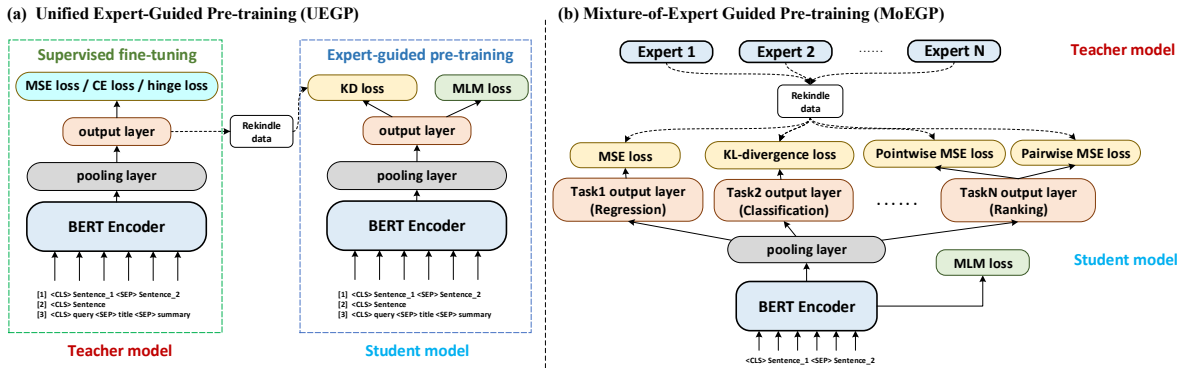 (a) Unified Expert-Guided Pre-training (UEGP)
Supervised fine-tuning
MSE loss / CE loss / hinge loss
output layer
pooling layer
BERT Encoder
[1] <CLS> Sentence_1 <SEP> Sentence_2
[2] <CLS> Sentence
[3] <CLS> query <SEP> title <SEP> summary
Teacher model
Rekindle
data
Expert-guided pre-training
KD loss
MLM loss
output layer
pooling layer
BERT Encoder
[1] <CLS> Sentence_1 <SEP> Sentence_2
[2] <CLS> Sentence
[3] <CLS> query <SEP> title <SEP> summary
Student model
(b) Mixture-of-Expert Guided Pre-training (MoEGP)
Expert 1
Expert 2
......
Expert N
Teacher model
Rekindle
data
MSE loss
KL-divergence loss
Pointwise MSE loss
Pairwise MSE loss
Task1 output layer
(Regression)
Task2 output layer
(Classification)
......
TaskN output layer
(Ranking)
pooling layer
MLM loss
Student model
BERT Encoder
<CLS> Sentence_1 <SEP> Sentence_2